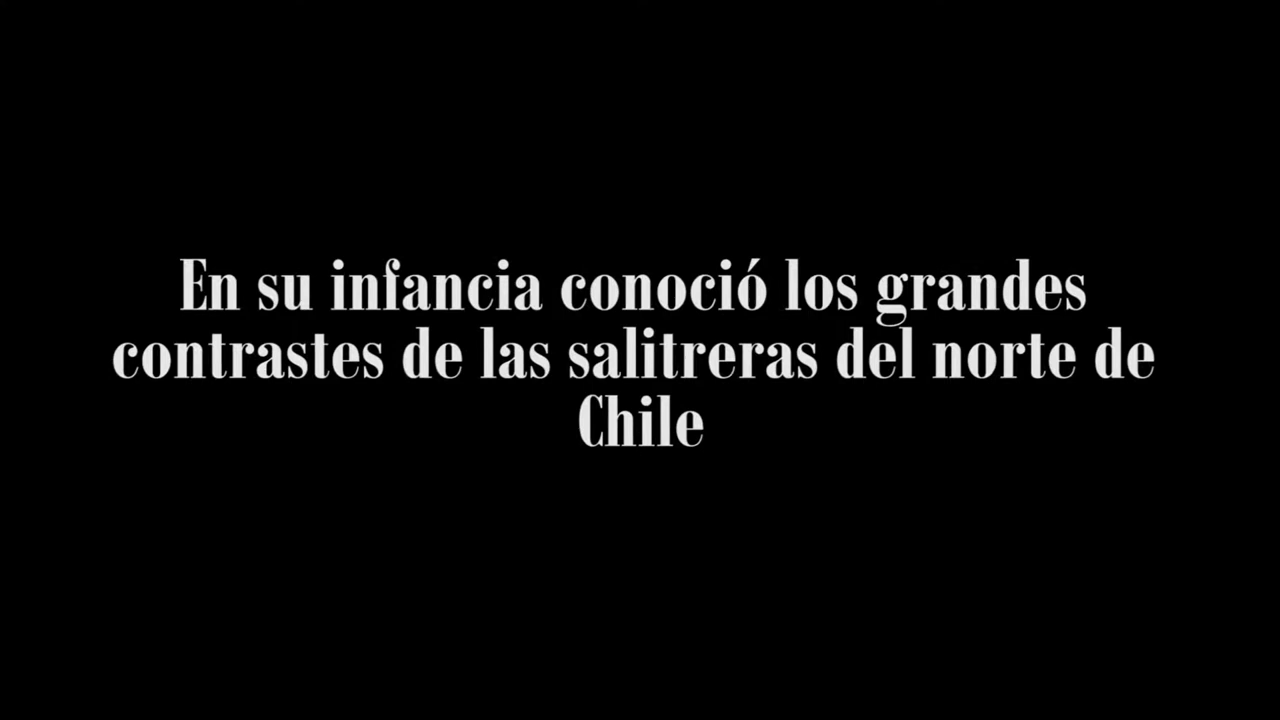 En su infancia conoció los grandes
contrastes de las salitreras del norte de
Chile